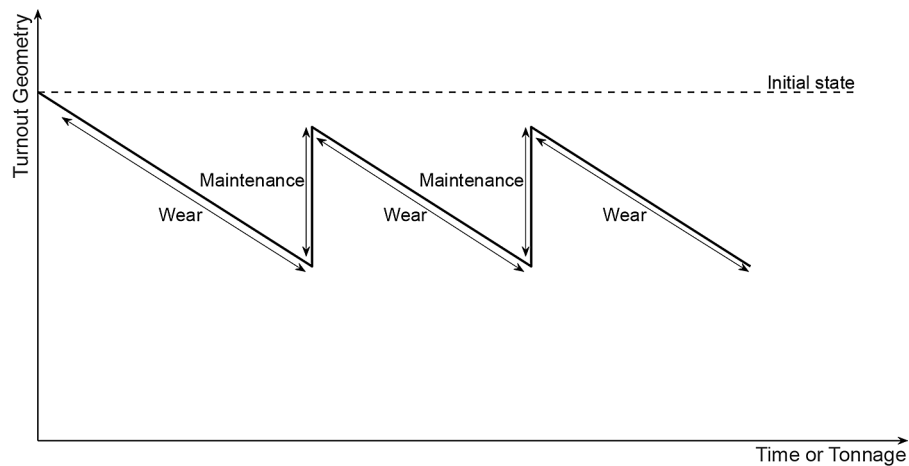 Turnout Geometry
Initial state
Maintenance
Maintenance
Wear
Wear
Wear
Time or Tonnage